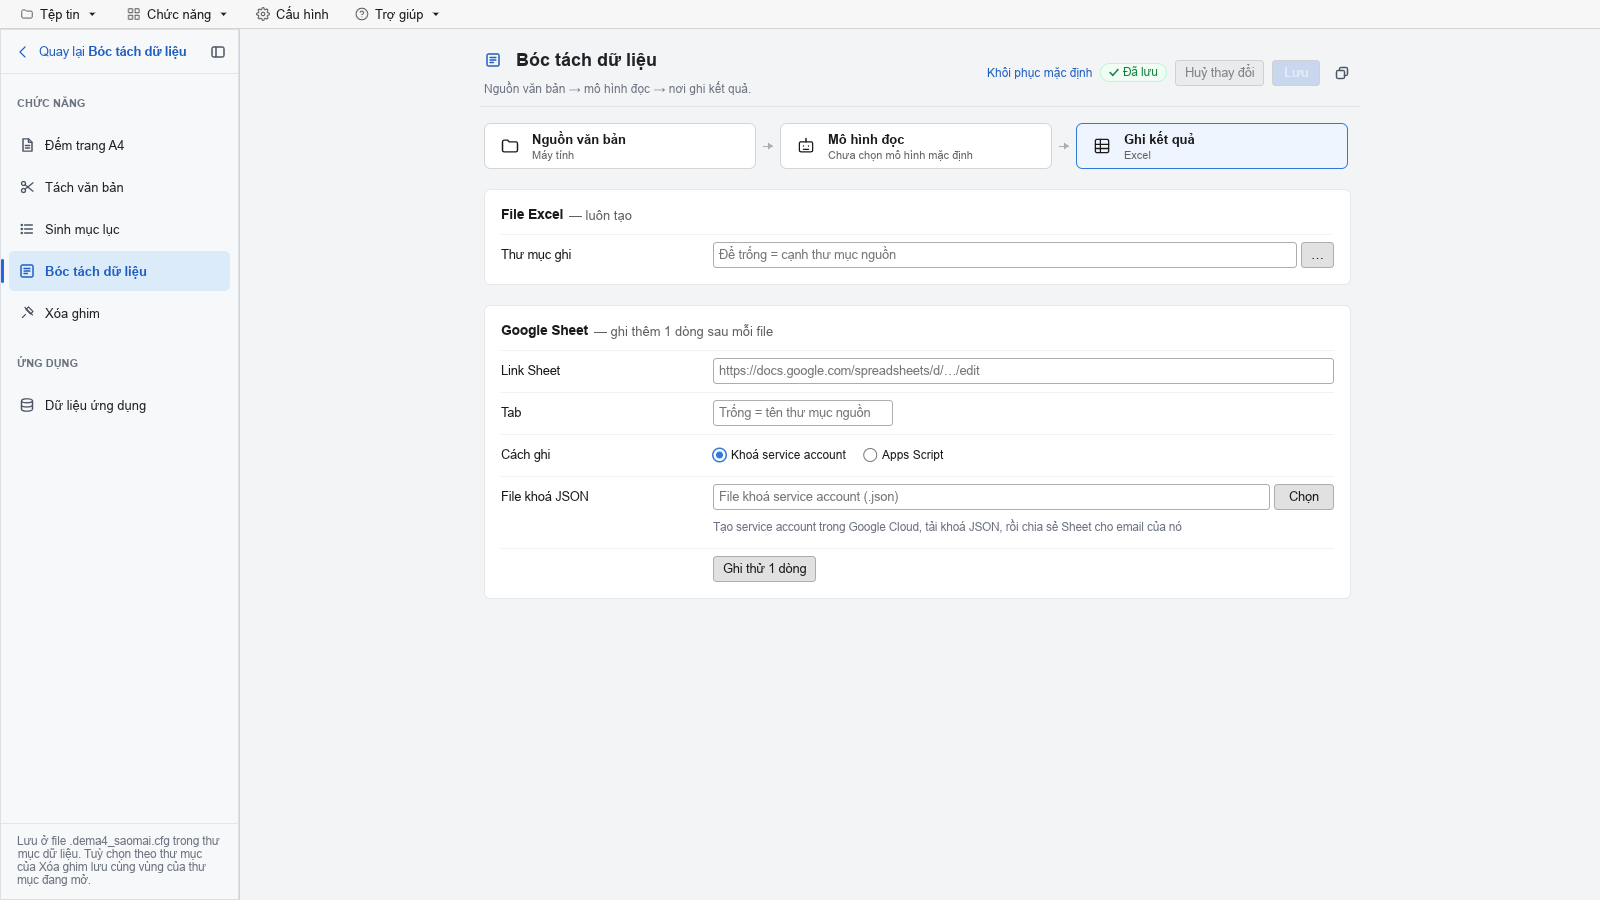 Tệp tin
Chức năng
Cấu hình
Trợ giúp
Quay lại Bóc tách dữ liệu
CHỨC NĂNG
Đếm trang A4
Tách văn bản
Sinh mục lục
Bóc tách dữ liệu
Xóa ghim
ỨNG DỤNG
Dữ liệu ứng dụng
Lưu ở file .dema4_saomai.cfg trong thư
mục dữ liệu. Tuỳ chọn theo thư mục
của Xóa ghim lưu cùng vùng của thư
mục đang mở.
Bóc tách dữ liệu
Nguồn văn bản → mô hình đọc → nơi ghi kết quả.
Khôi phục mặc định
Đã lưu
Huỷ thay đổi
Lưu
Nguồn văn bản
Máy tính
Mô hình đọc
Chưa chọn mô hình mặc định
Ghi kết quả
Excel
File Excel — luôn tạo
Thư mục ghi
Để trống = cạnh thư mục nguồn
...
Google Sheet — ghi thêm 1 dòng sau mỗi file
Link Sheet
https://docs.google.com/spreadsheets/d/…/edit
Tab
Trống = tên thư mục nguồn
Cách ghi
Khoá service account
Apps Script
File khoá JSON
File khoá service account (.json)
Chọn
Tạo service account trong Google Cloud, tải khoá JSON, rồi chia sẻ Sheet cho email của nó
Ghi thử 1 dòng